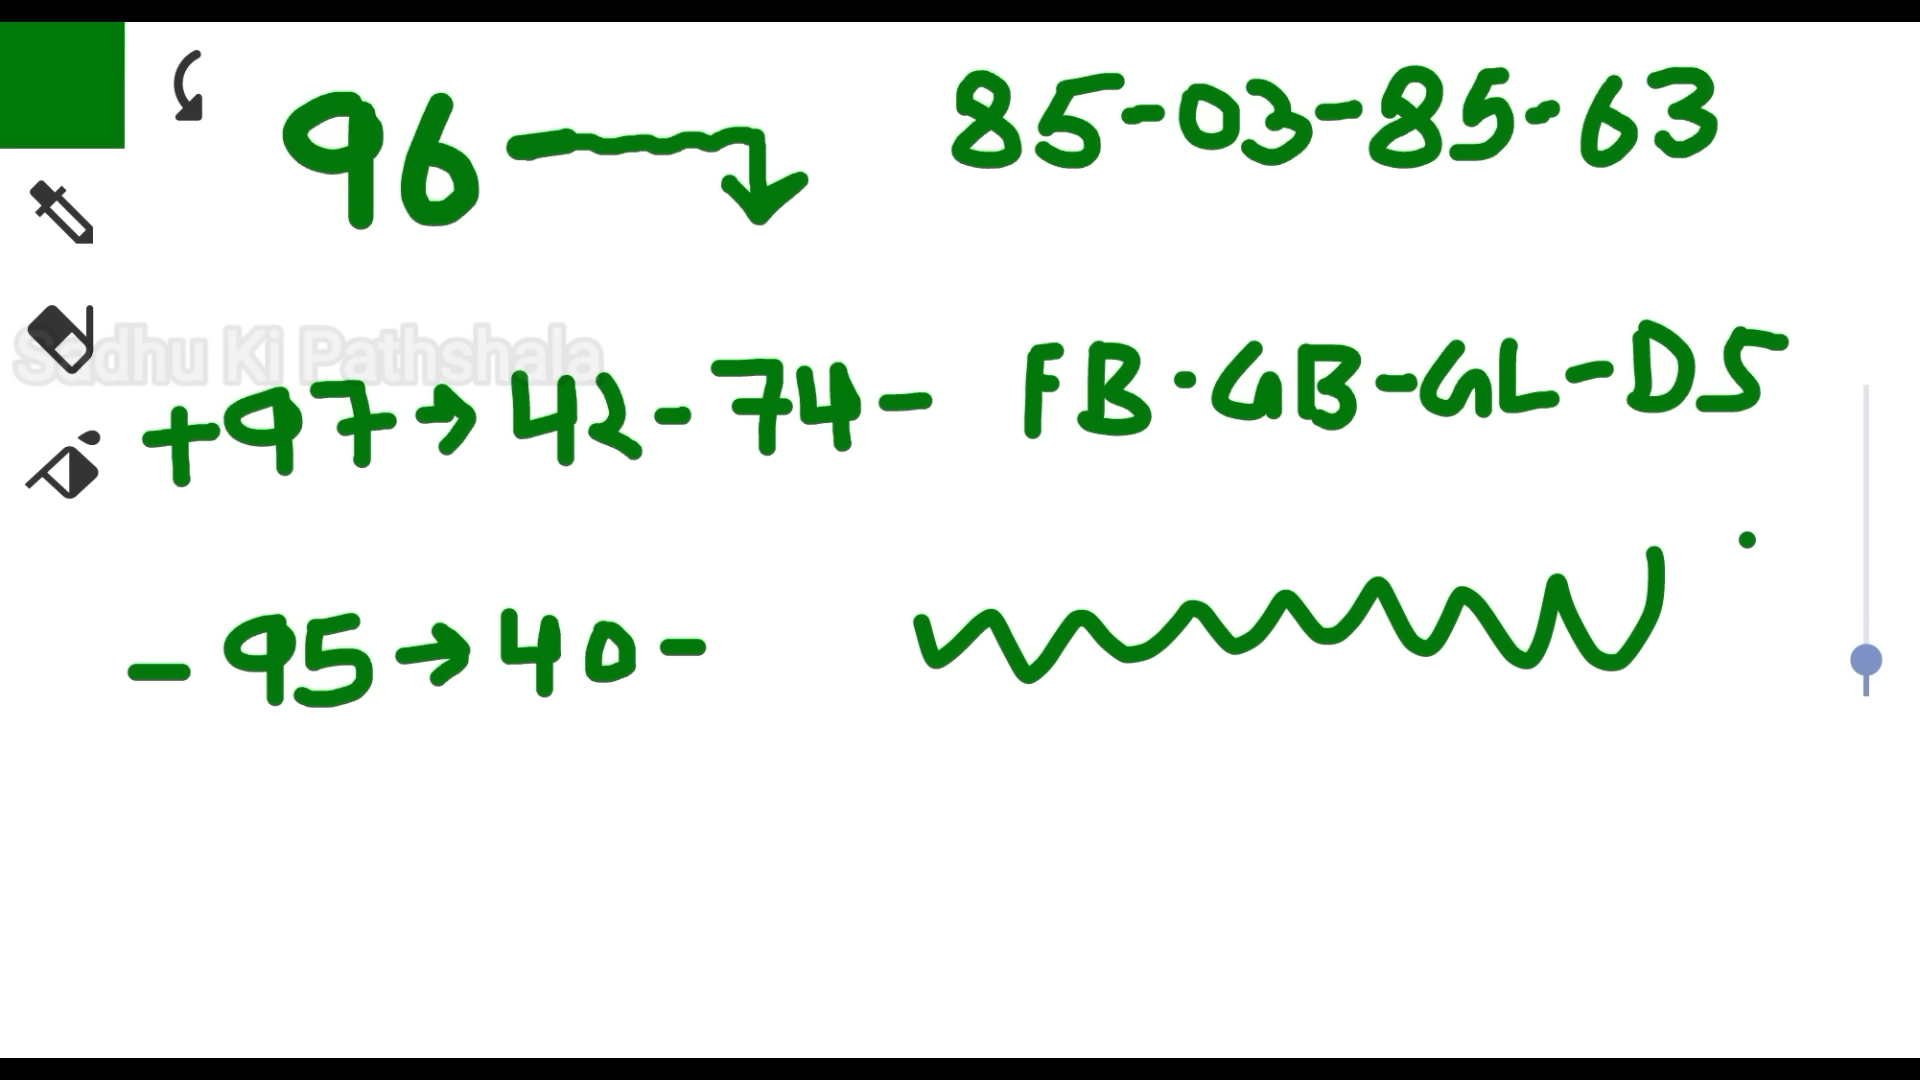 96 → 85-03-85-63
Sadhu Ki Pathshala
+97→42-74- FB-GB-GL-DS
-95→40-